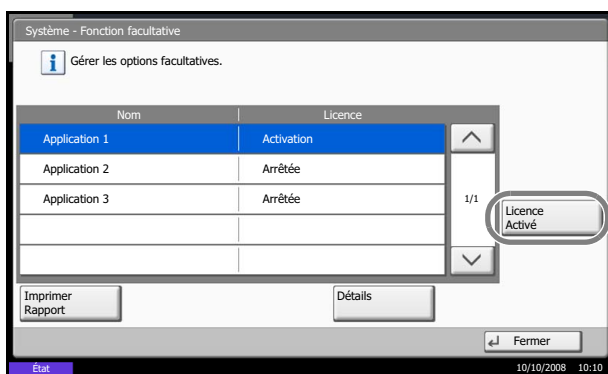 Système - Fonction facultative
Gérer les options facultatives.
Nom Licence
Application 1 Activation
Application 2 Arrêtée
Application 3 Arrêtée
1/1
Licence
Activé
Imprimer
Rapport
Détails
Fermer
État 10/10/2008 10:10